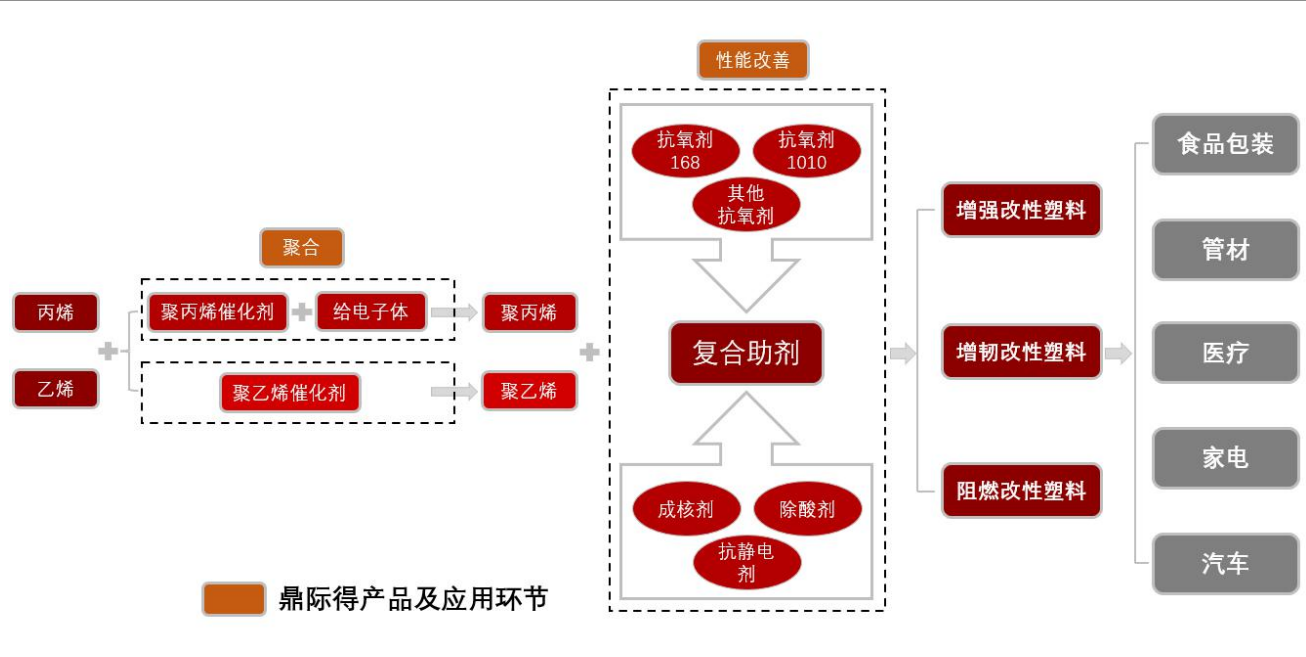 聚合
丙烯
乙烯
聚丙烯催化剂
给电子体
聚丙烯
聚乙烯催化剂
聚乙烯
性能改善
抗氧剂
168
抗氧剂
1010
其他
抗氧剂
复合助剂
成核剂
除酸剂
抗静电
剂
增强改性塑料
增韧改性塑料
阻燃改性塑料
食品包装
管材
医疗
家电
汽车
鼎际得产品及应用环节